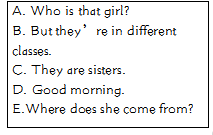 A. Who is that girl?
B. But they’re in different
classes.
C. They are sisters.
D. Good morning.
E.Where does she come from?